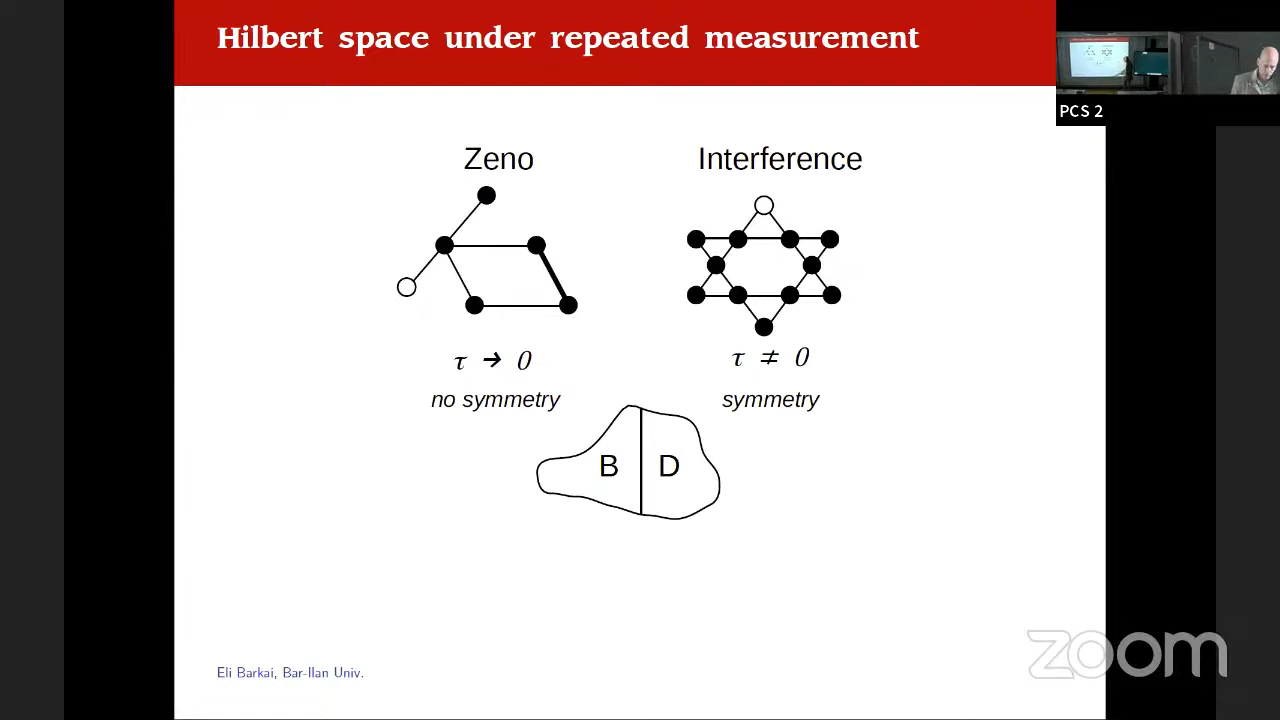 Hilbert space under repeated measurement
PCS 2
Zeno
Interference
τ → 0
τ ≠ 0
no symmetry
symmetry
B
D
Eli Barkai, Bar-Ilan Univ.
zoom